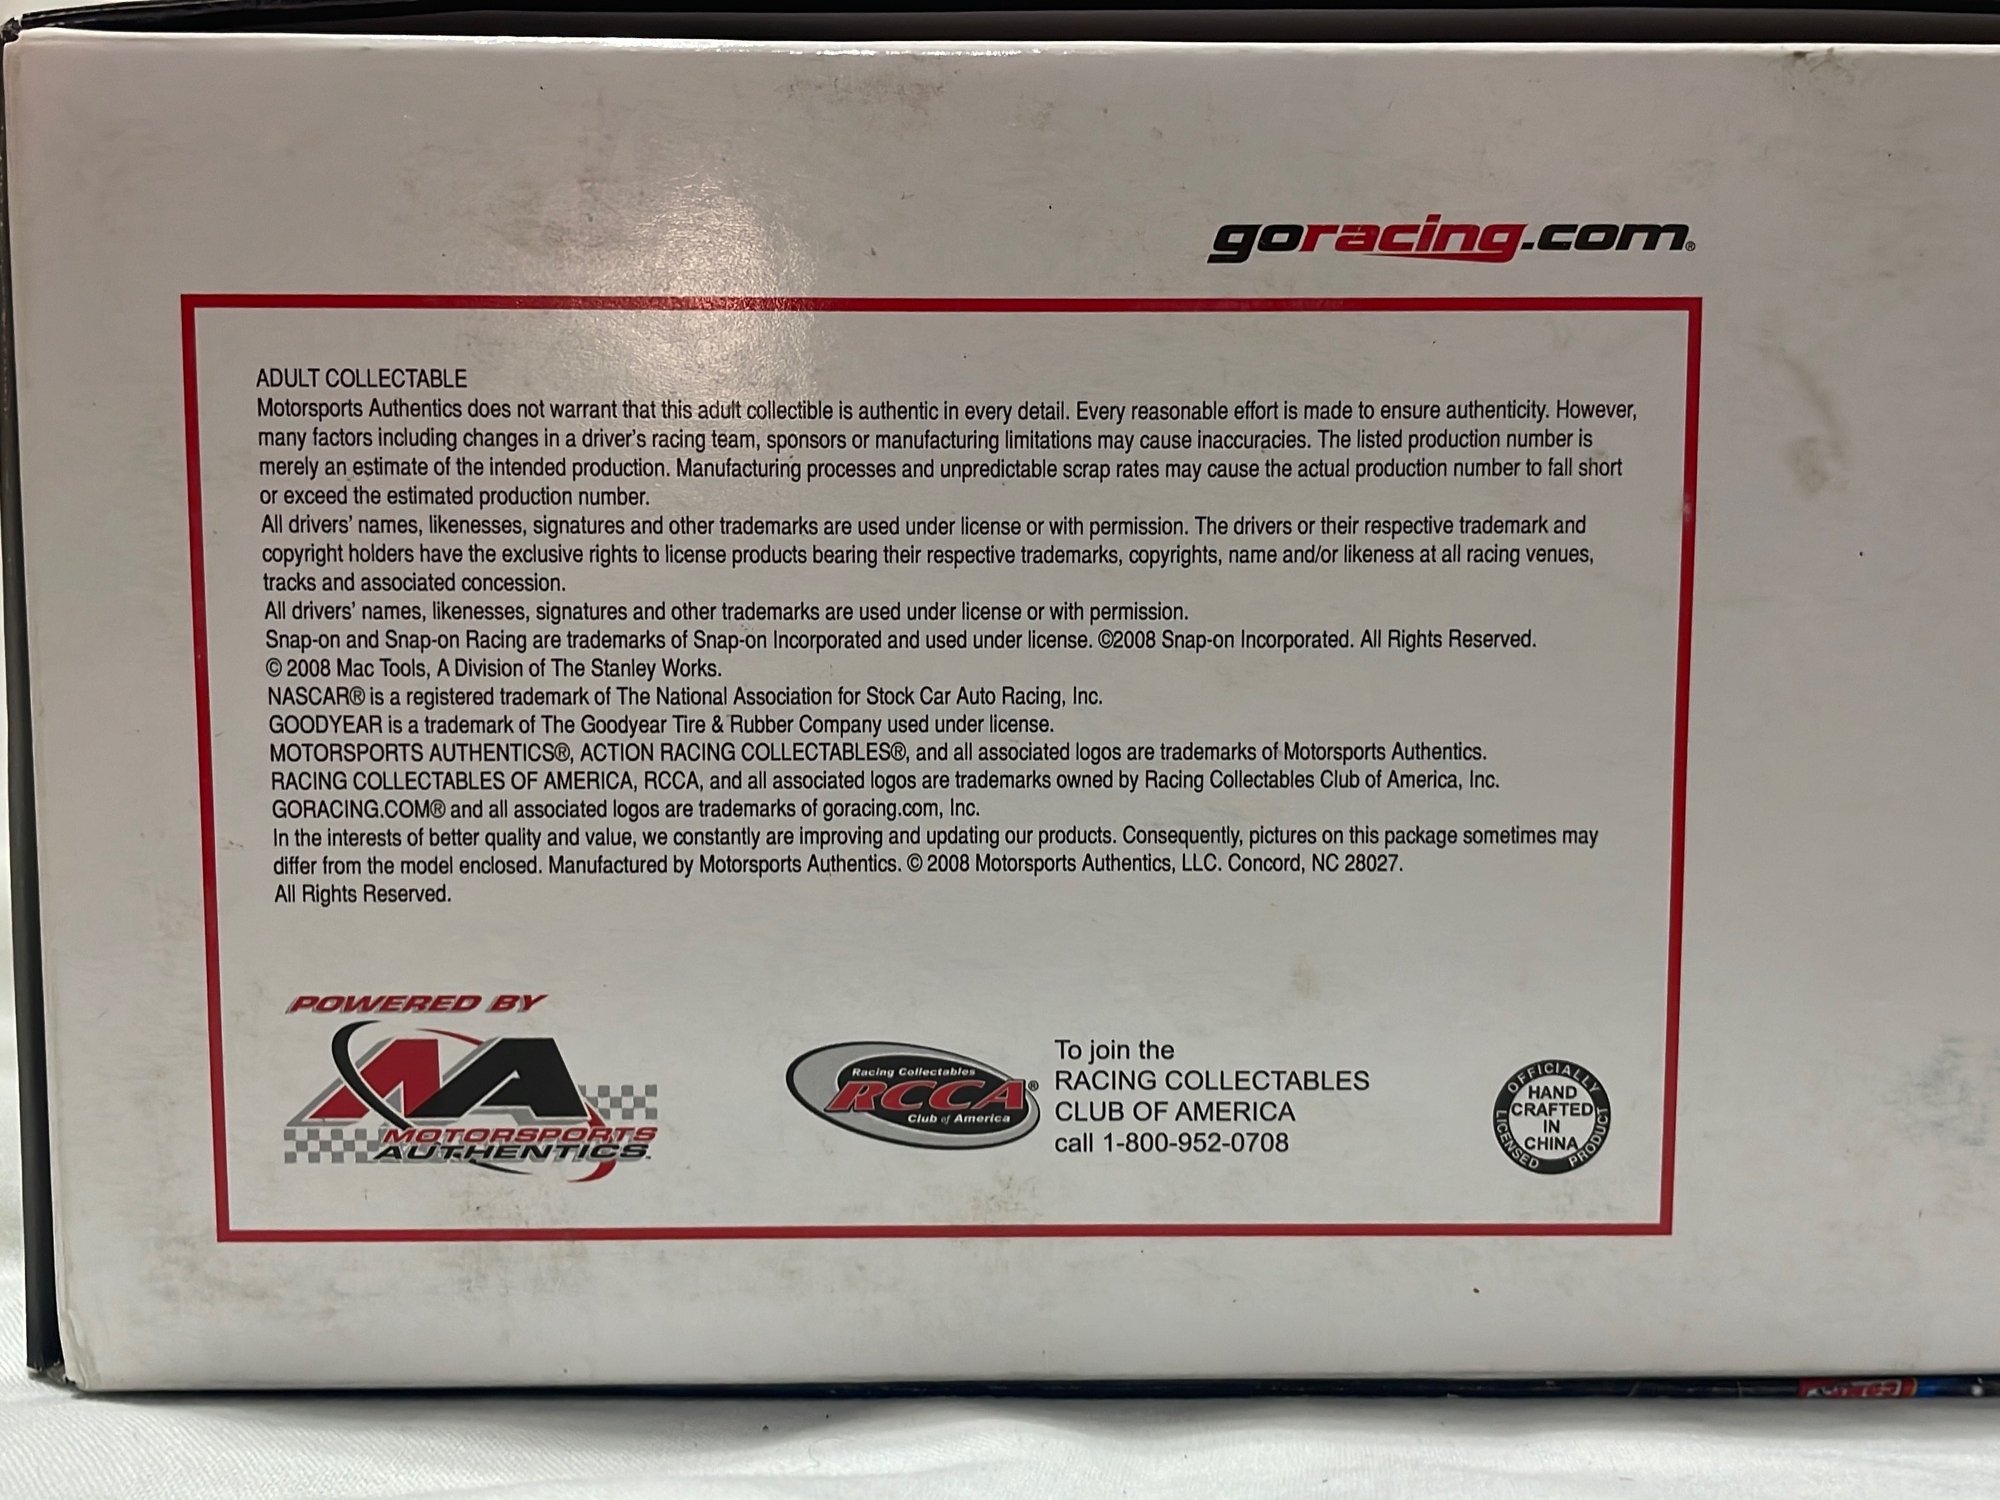 goracing.com®
ADULT COLLECTABLE
Motorsports Authentics does not warrant that this adult collectible is authentic in every detail. Every reasonable effort is made to ensure authenticity. However,
many factors including changes in a driver's racing team, sponsors or manufacturing limitations may cause inaccuracies. The listed production number is
merely an estimate of the intended production. Manufacturing processes and unpredictable scrap rates may cause the actual production number to fall short
or exceed the estimated production number.
All drivers' names, likenesses, signatures and other trademarks are used under license or with permission. The drivers or their respective trademark and
copyright holders have the exclusive rights to license products bearing their respective trademarks, copyrights, name and/or likeness at all racing venues,
tracks and associated concession.
All drivers' names, likenesses, signatures and other trademarks are used under license or with permission.
Snap-on and Snap-on Racing are trademarks of Snap-on Incorporated and used under license. ©2008 Snap-on Incorporated. All Rights Reserved.
© 2008 Mac Tools, A Division of The Stanley Works.
NASCAR® is a registered trademark of The National Association for Stock Car Auto Racing, Inc.
GOODYEAR is a trademark of The Goodyear Tire & Rubber Company used under license.
MOTORSPORTS AUTHENTICS®, ACTION RACING COLLECTABLES®, and all associated logos are trademarks of Motorsports Authentics.
RACING COLLECTABLES OF AMERICA, RCCA, and all associated logos are trademarks owned by Racing Collectables Club of America, Inc.
GORACING.COM® and all associated logos are trademarks of goracing.com, Inc.
In the interests of better quality and value, we constantly are improving and updating our products. Consequently, pictures on this package sometimes may
differ from the model enclosed. Manufactured by Motorsports Authentics. © 2008 Motorsports Authentics, LLC. Concord, NC 28027.
All Rights Reserved.
POWERED BY
MA
MOTORSPORTS
AUTHENTICS
Racing Collectables
RCCA®
Club of America
To join the
RACING COLLECTABLES
CLUB OF AMERICA
call 1-800-952-0708
OFFICIALLY LICENSED PRODUCT
HAND
CRAFTED
IN
CHINA